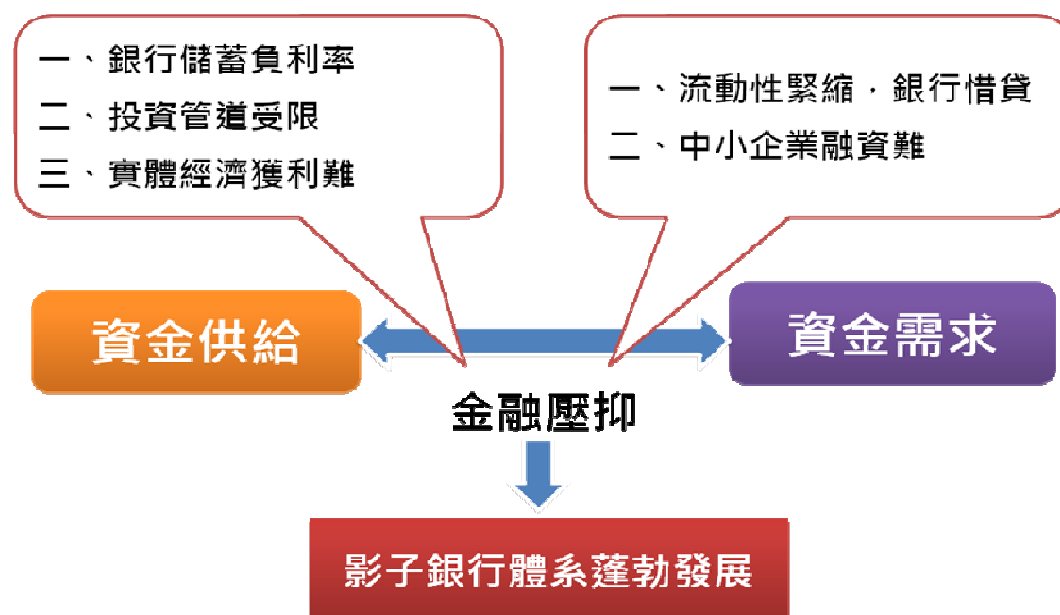 一、銀行儲蓄負利率
二、投資管道受限
三、實體經濟獲利難
一、流動性緊縮，銀行惜貸
二、中小企業融資難
資金供給
資金需求
金融壓抑
影子銀行體系蓬勃發展